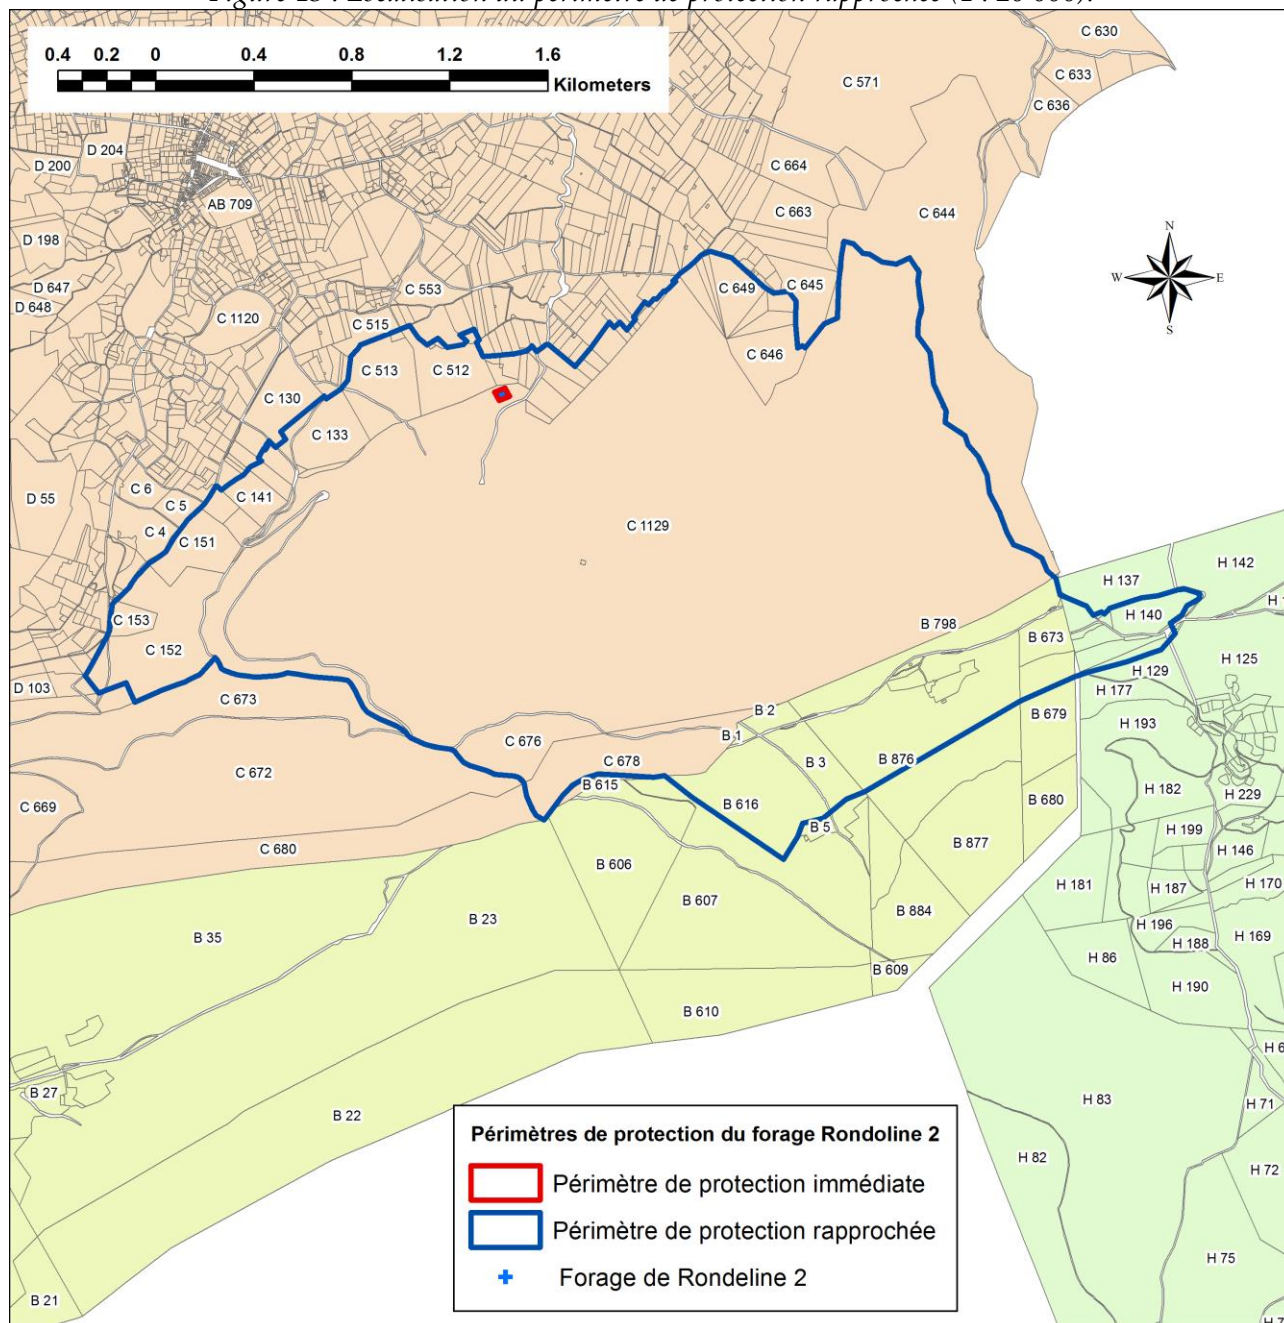 0.4 0.2 0 0.4 0.8 1.2 1.6
Kilometers
C 630
C 571
C 633
C 636
D 204
D 200
C 664
AB 709
C 663
C 644
D 198
N
W E
S
D 647
D 648
C 553
C 649
C 645
C 1120
C 515
C 646
C 513
C 512
C 130
C 133
D 55
C 6
C 5
C 141
C 4
C 151
C 1129
H 142
H 137
C 153
H 140
B 798
B 673
C 152
H 125
H 129
D 103
C 673
H 177
B 2
B 679
H 193
B 1
C 676
C 678
B 3
B 876
C 672
B 615
H 182
H 229
B 616
B 680
C 669
B 5
H 199
C 680
B 877
H 146
B 606
H 181
H 187
H 170
B 607
B 884
B 23
H 196
B 35
H 169
H 188
H 86
B 609
H 190
B 610
B 27
H 83
H 71
B 22
H 82
H 72
H 75
B 21
Périmètres de protection du forage Rondoline 2
Périmètre de protection immédiate
Périmètre de protection rapprochée
Forage de Rondeline 2